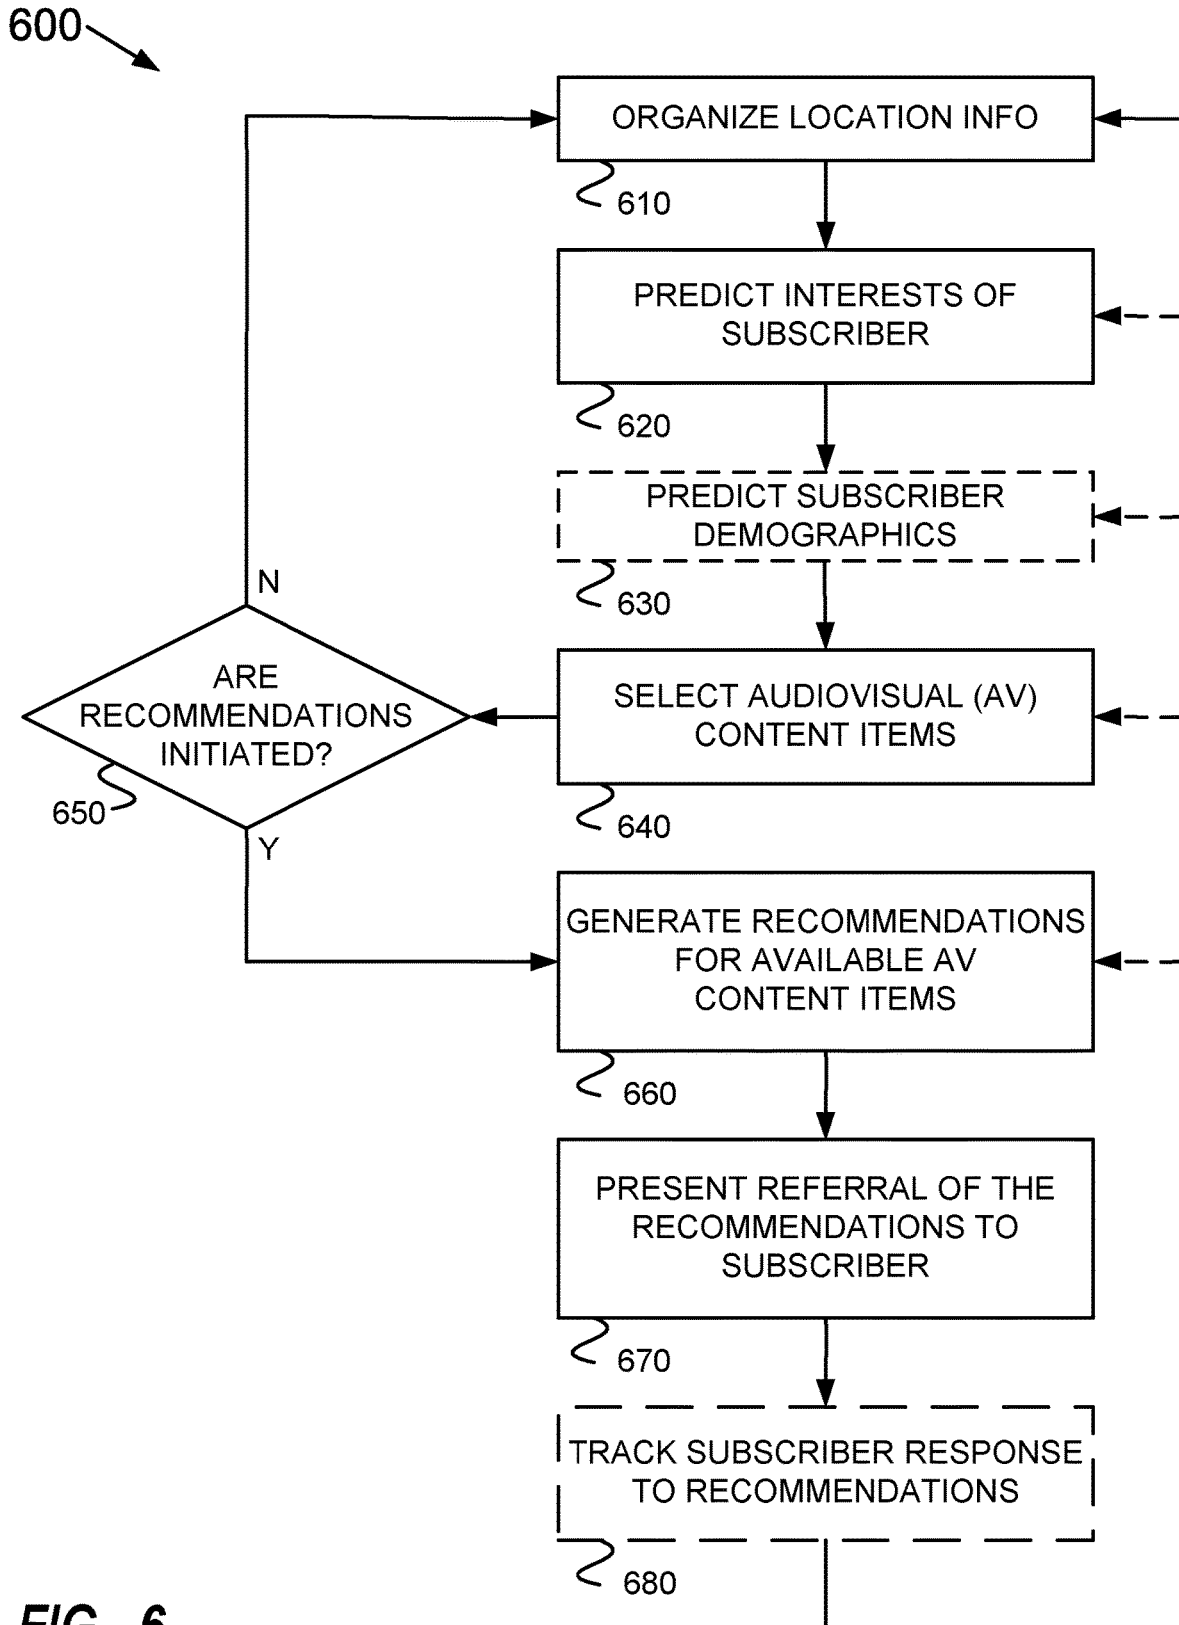 600
ORGANIZE LOCATION INFO
610
PREDICT INTERESTS OF
SUBSCRIBER
620
PREDICT SUBSCRIBER
DEMOGRAPHICS
630
N
ARE
RECOMMENDATIONS
INITIATED?
650
Y
SELECT AUDIOVISUAL (AV)
CONTENT ITEMS
640
GENERATE RECOMMENDATIONS
FOR AVAILABLE AV
CONTENT ITEMS
660
PRESENT REFERRAL OF THE
RECOMMENDATIONS TO
SUBSCRIBER
670
TRACK SUBSCRIBER RESPONSE
TO RECOMMENDATIONS
680
FIG. 6